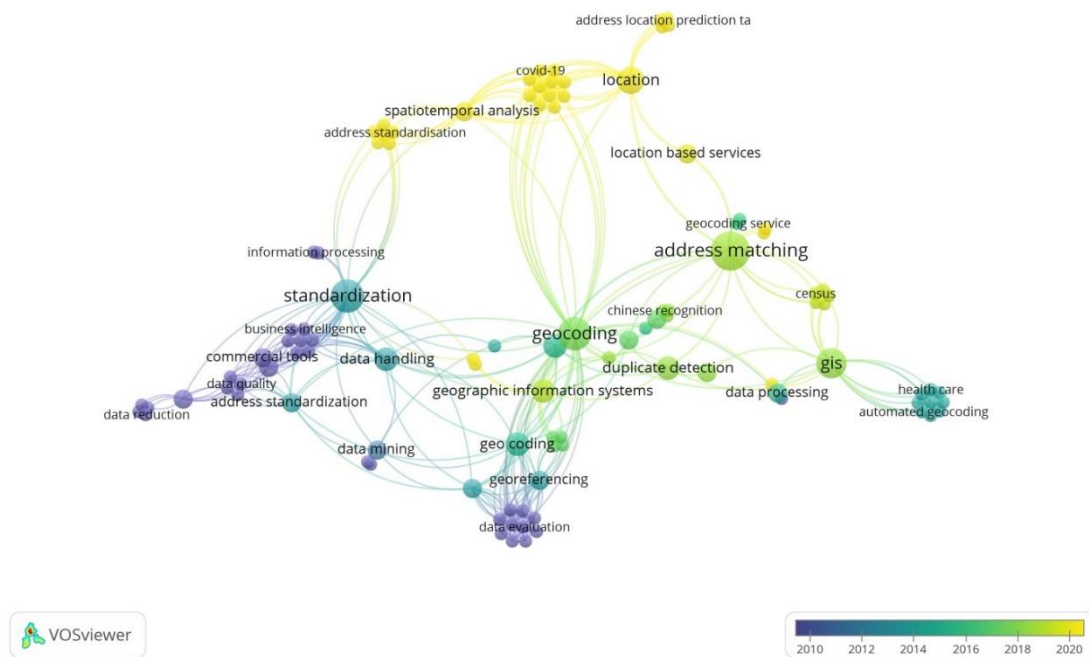 address location prediction ta
covid-19
location
spatiotemporal analysis
address standardisation
location based services
geocoding service
address matching
information processing
standardization
census
chinese recognition
business intelligence
geocoding
commercial tools
data handling
duplicate detection
gis
data quality
geographic information systems
data processing
health care
address standardization
data reduction
automated geocoding
data mining
geo coding
georeferencing
data evaluation
VOSviewer
2010 2012 2014 2016 2018 2020